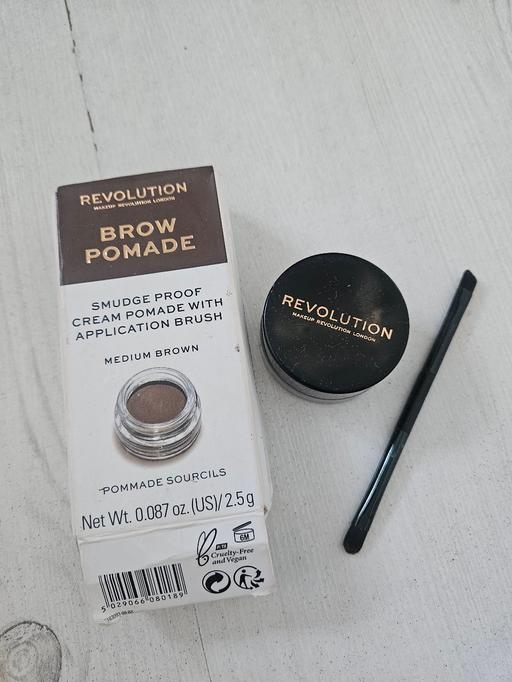 REVOLUTION
MAKEUP REVOLUTION LONDON
BROW
POMADE
SMUDGE PROOF
CREAM POMADE WITH
APPLICATION BRUSH
MEDIUM BROWN
POMMADE SOURCILS
Net Wt. 0.087 oz. (US)/ 2.5g
6M
Cruelty-Free
and Vegan
5 029066 080189
REVOLUTION
MAKEUP REVOLUTION LONDON